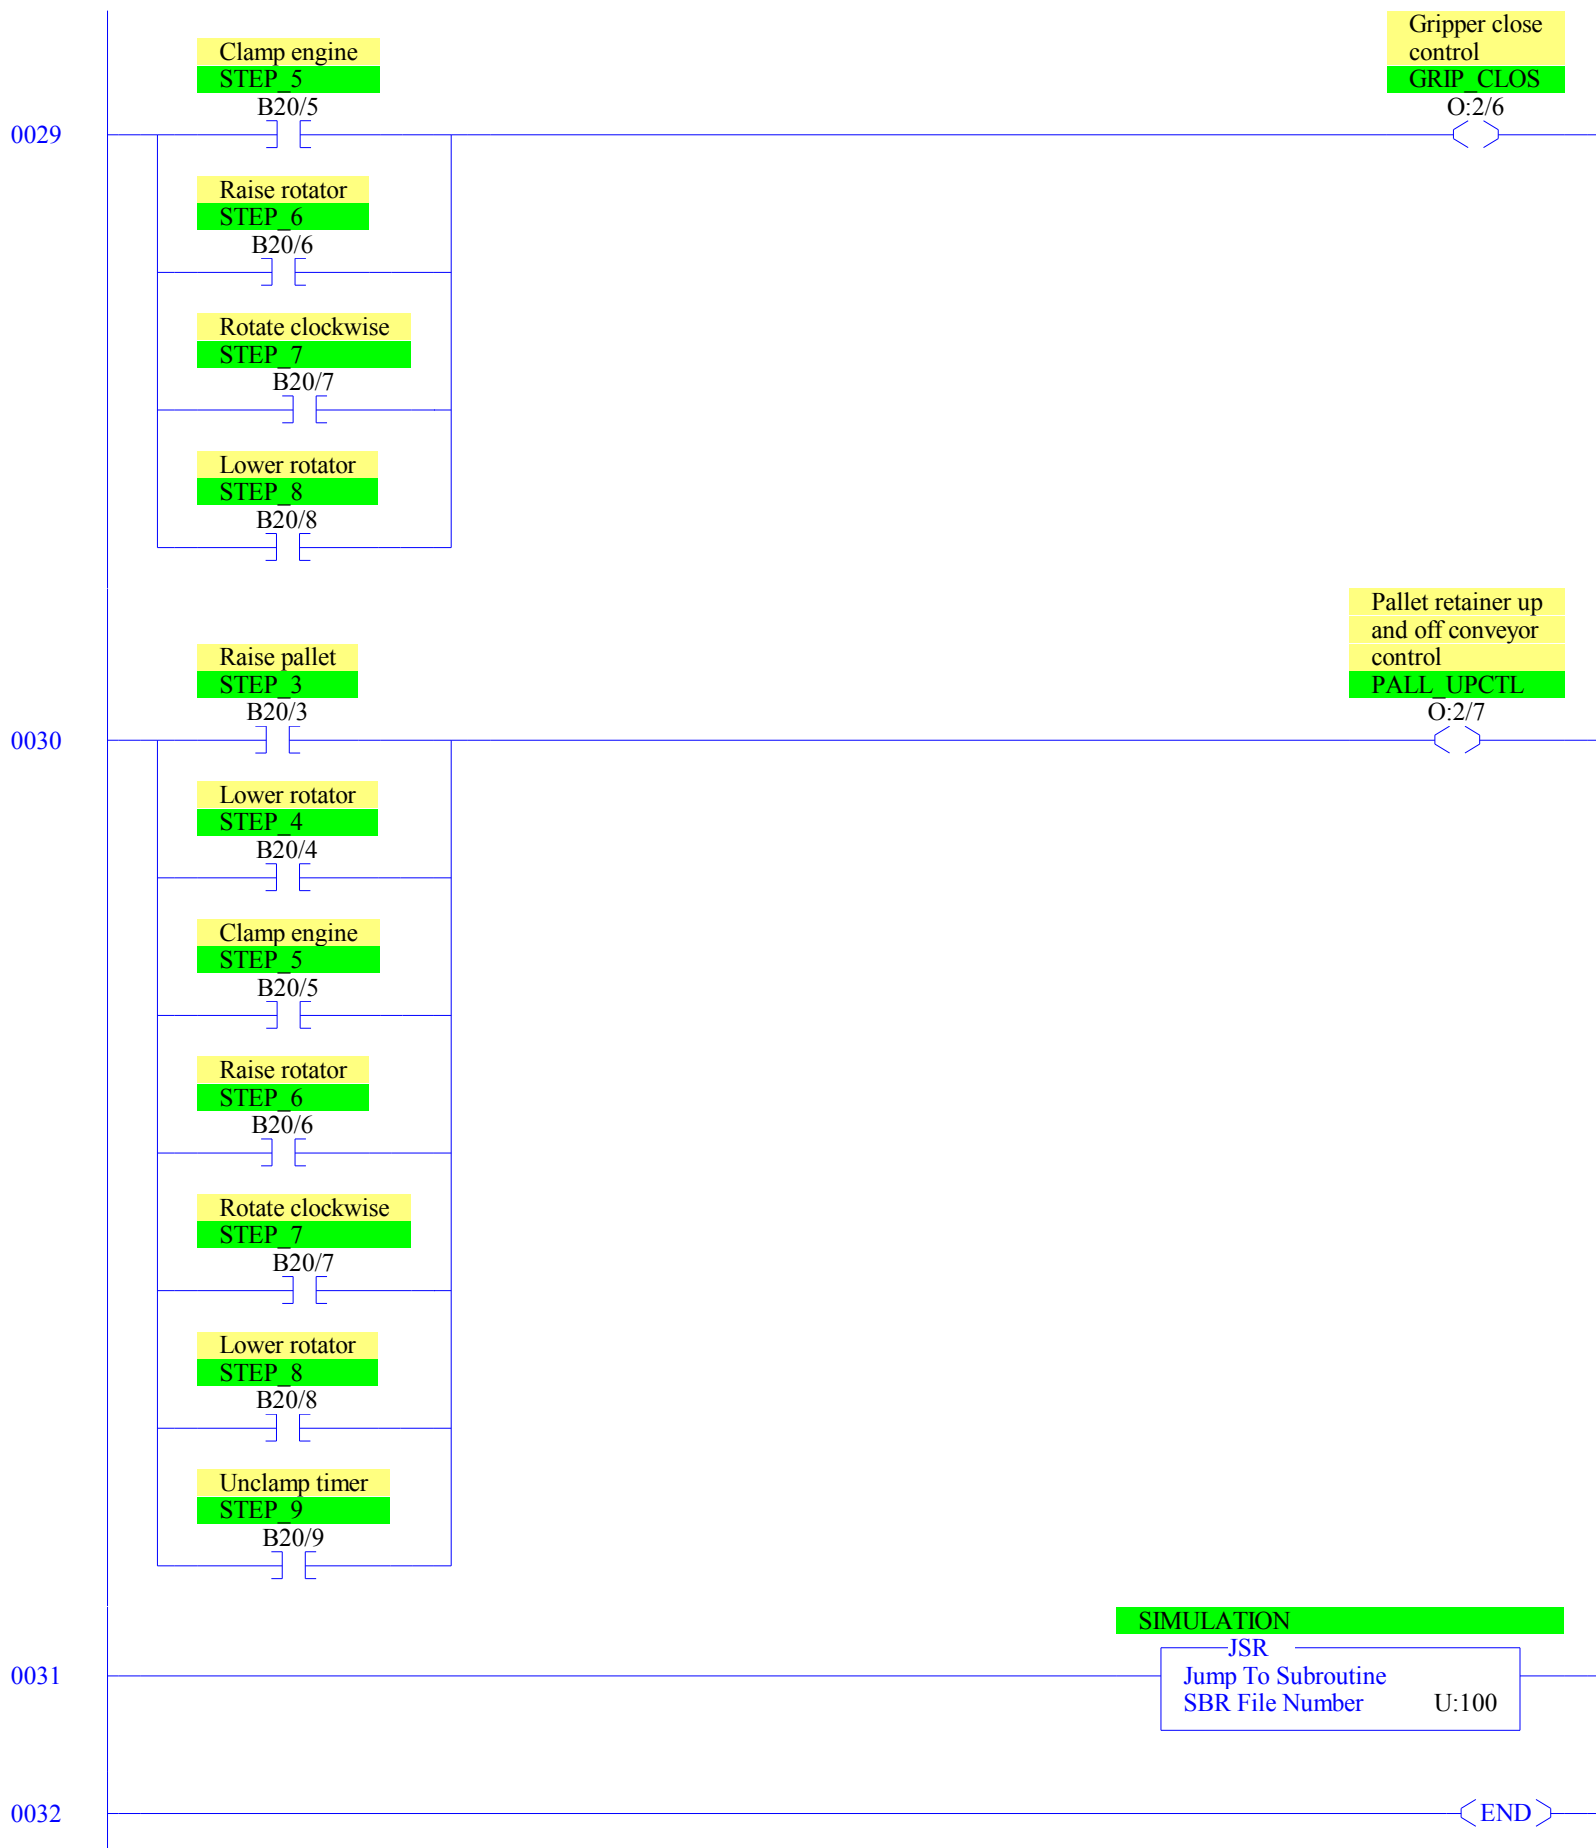 Clamp engine
STEP_5
B20/5
Gripper close
control
GRIP_CLOS
O:2/6
0029
Raise rotator
STEP_6
B20/6
Rotate clockwise
STEP_7
B20/7
Lower rotator
STEP_8
B20/8
Raise pallet
STEP_3
B20/3
Pallet retainer up
and off conveyor
control
PALL_UPCTL
O:2/7
0030
Lower rotator
STEP_4
B20/4
Clamp engine
STEP_5
B20/5
Raise rotator
STEP_6
B20/6
Rotate clockwise
STEP_7
B20/7
Lower rotator
STEP_8
B20/8
Unclamp timer
STEP_9
B20/9
SIMULATION
0031
JSR
Jump To Subroutine
SBR File Number U:100
0032
END